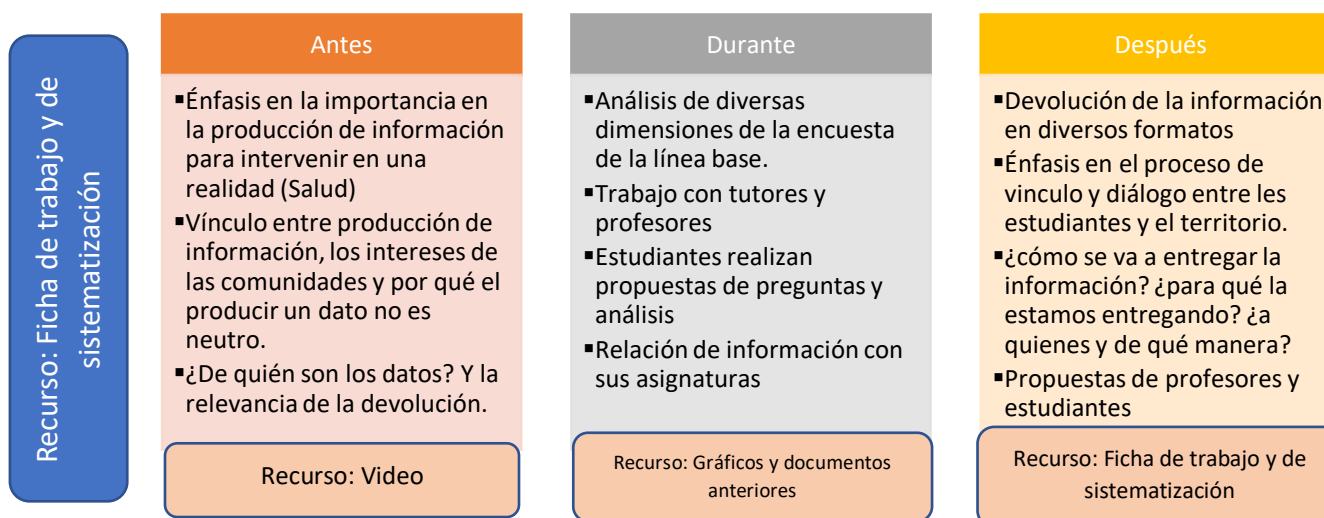 Recurso: Ficha de trabajo y de
sistematización
Antes
▪Énfasis en la importancia en
la producción de información
para intervenir en una
realidad (Salud)
▪Vínculo entre producción de
información, los intereses de
las comunidades y por qué el
producir un dato no es
neutro.
▪¿De quién son los datos? Y la
relevancia de la devolución.
Recurso: Video
Durante
▪Análisis de diversas
dimensiones de la encuesta
de la línea base.
▪Trabajo con tutores y
profesores
▪Estudiantes realizan
propuestas de preguntas y
análisis
▪Relación de información con
sus asignaturas
Recurso: Gráficos y documentos
anteriores
Después
▪Devolución de la información
en diversos formatos
▪Énfasis en el proceso de
vinculo y diálogo entre les
estudiantes y el territorio.
▪¿cómo se va a entregar la
información? ¿para qué la
estamos entregando? ¿a
quienes y de qué manera?
▪Propuestas de profesores y
estudiantes
Recurso: Ficha de trabajo y de
sistematización